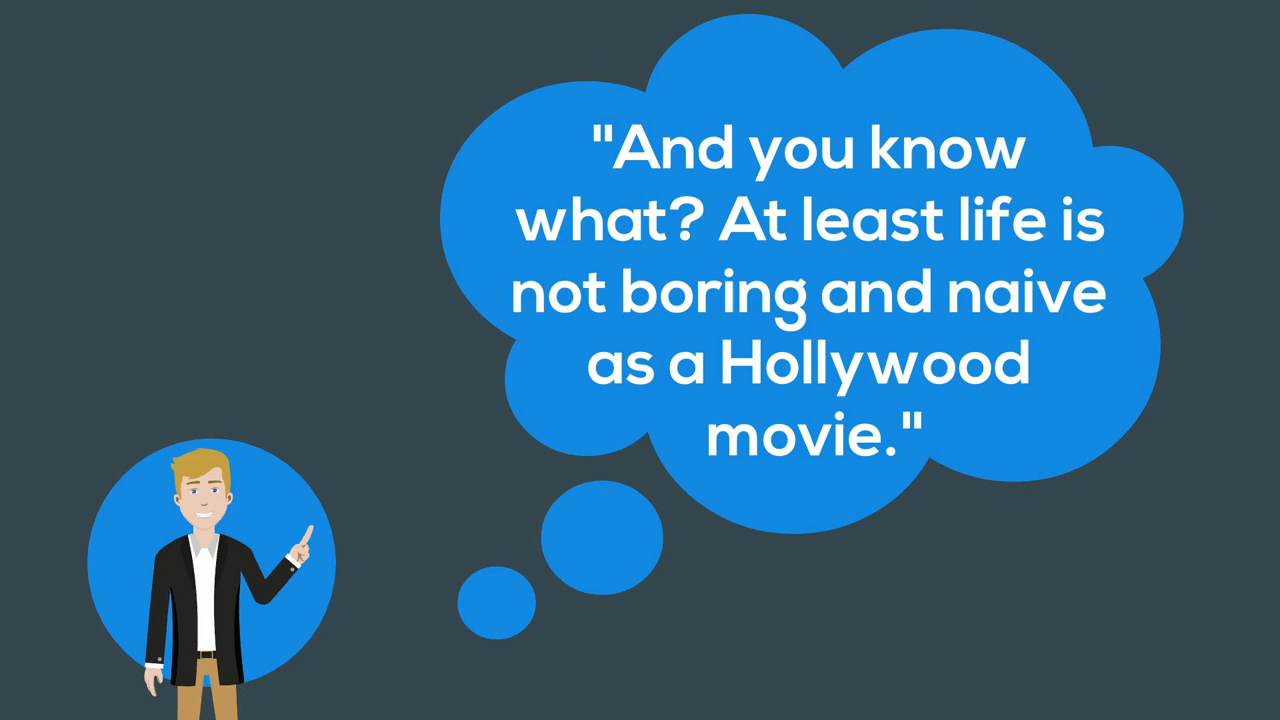 "And you know
what? At least life is
not boring and naive
as a Hollywood
movie."